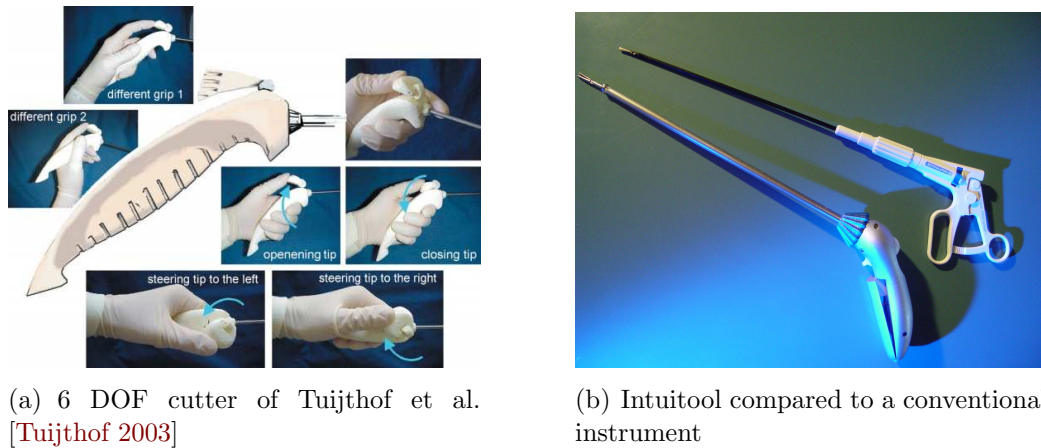 different grip 1
different grip 2
openening tip
closing tip
steering tip to the left
steering tip to the right
(a) 6 DOF cutter of Tuijthof et al.
[Tuijthof 2003]
(b) Intuitool compared to a conventiona
instrument